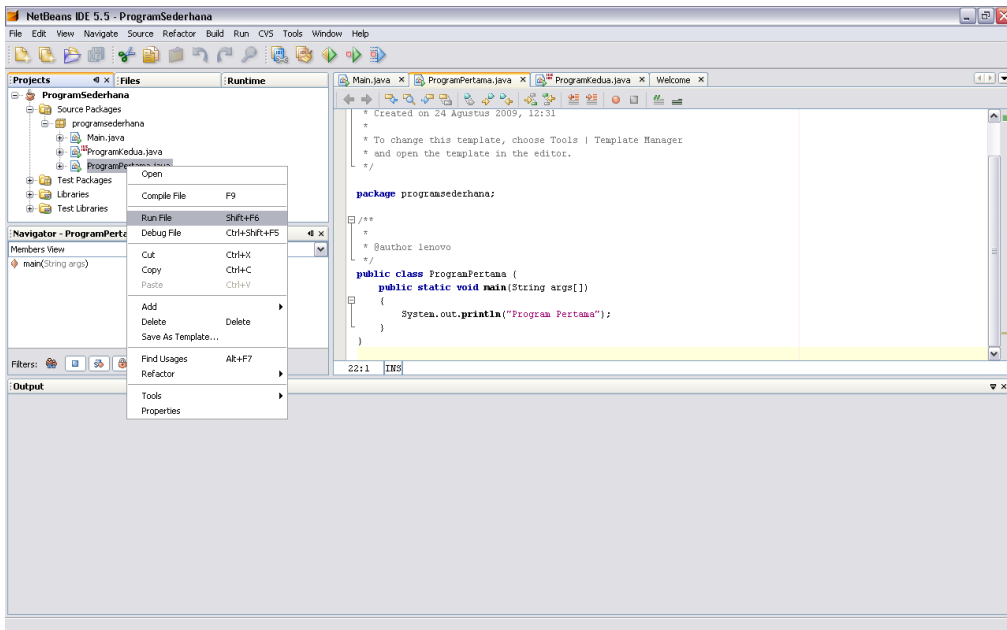 NetBeans IDE 5.5 - ProgramSederhana
File Edit View Navigate Source Refactor Build Run CVS Tools Window Help
Projects Files Runtime
ProgramSederhana
Source Packages
programsederhana
Main.java
ProgramKedua.java
ProgramPertama.java
Test Packages
Libraries
Test Libraries
Navigator - ProgramPerta
Members View
main(String args)
Filters:
Open
Compile File F9
Run File Shift+F6
Debug File Ctrl+Shift+F5
Cut Ctrl+X
Copy Ctrl+C
Paste Ctrl+V
Add
Delete Delete
Save As Template...
Find Usages Alt+F7
Refactor
Tools
Properties
Main.java ProgramPertama.java ProgramKedua.java Welcome
* Created on 24 Agustus 2009, 12:31
*
* To change this template, choose Tools | Template Manager
* and open the template in the editor.
*/
package programsederhana;
/**
*
* @author lenovo
*/
public class ProgramPertama {
public static void main(String args[])
{
System.out.println("Program Pertama");
}
}
22:1 INS
Output